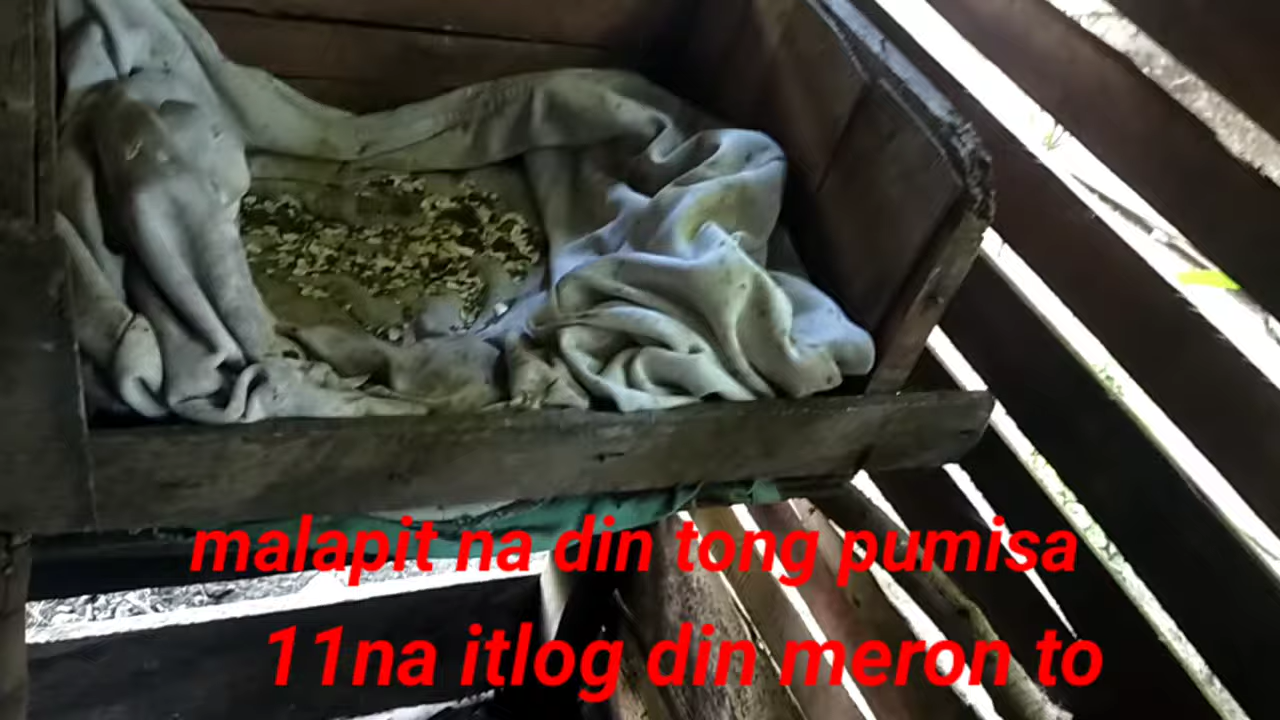 malapit na din tong pumisa
11na itlog din meron to